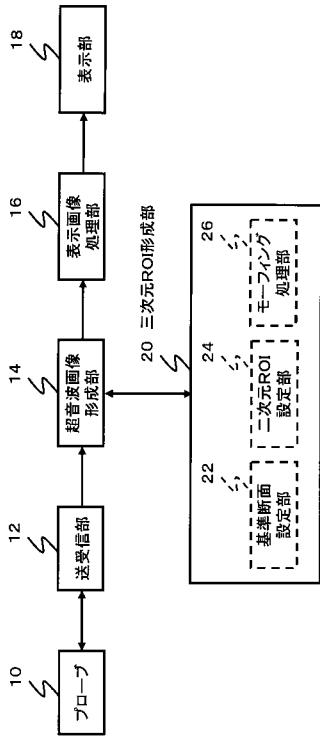 10
プローブ
12
送受信部
14
超音波画像
形成部
16
表示画像
処理部
18
表示部
20 三次元ROI形成部
22
基準断面
設定部
24
二次元ROI
設定部
26
モーフィング
処理部